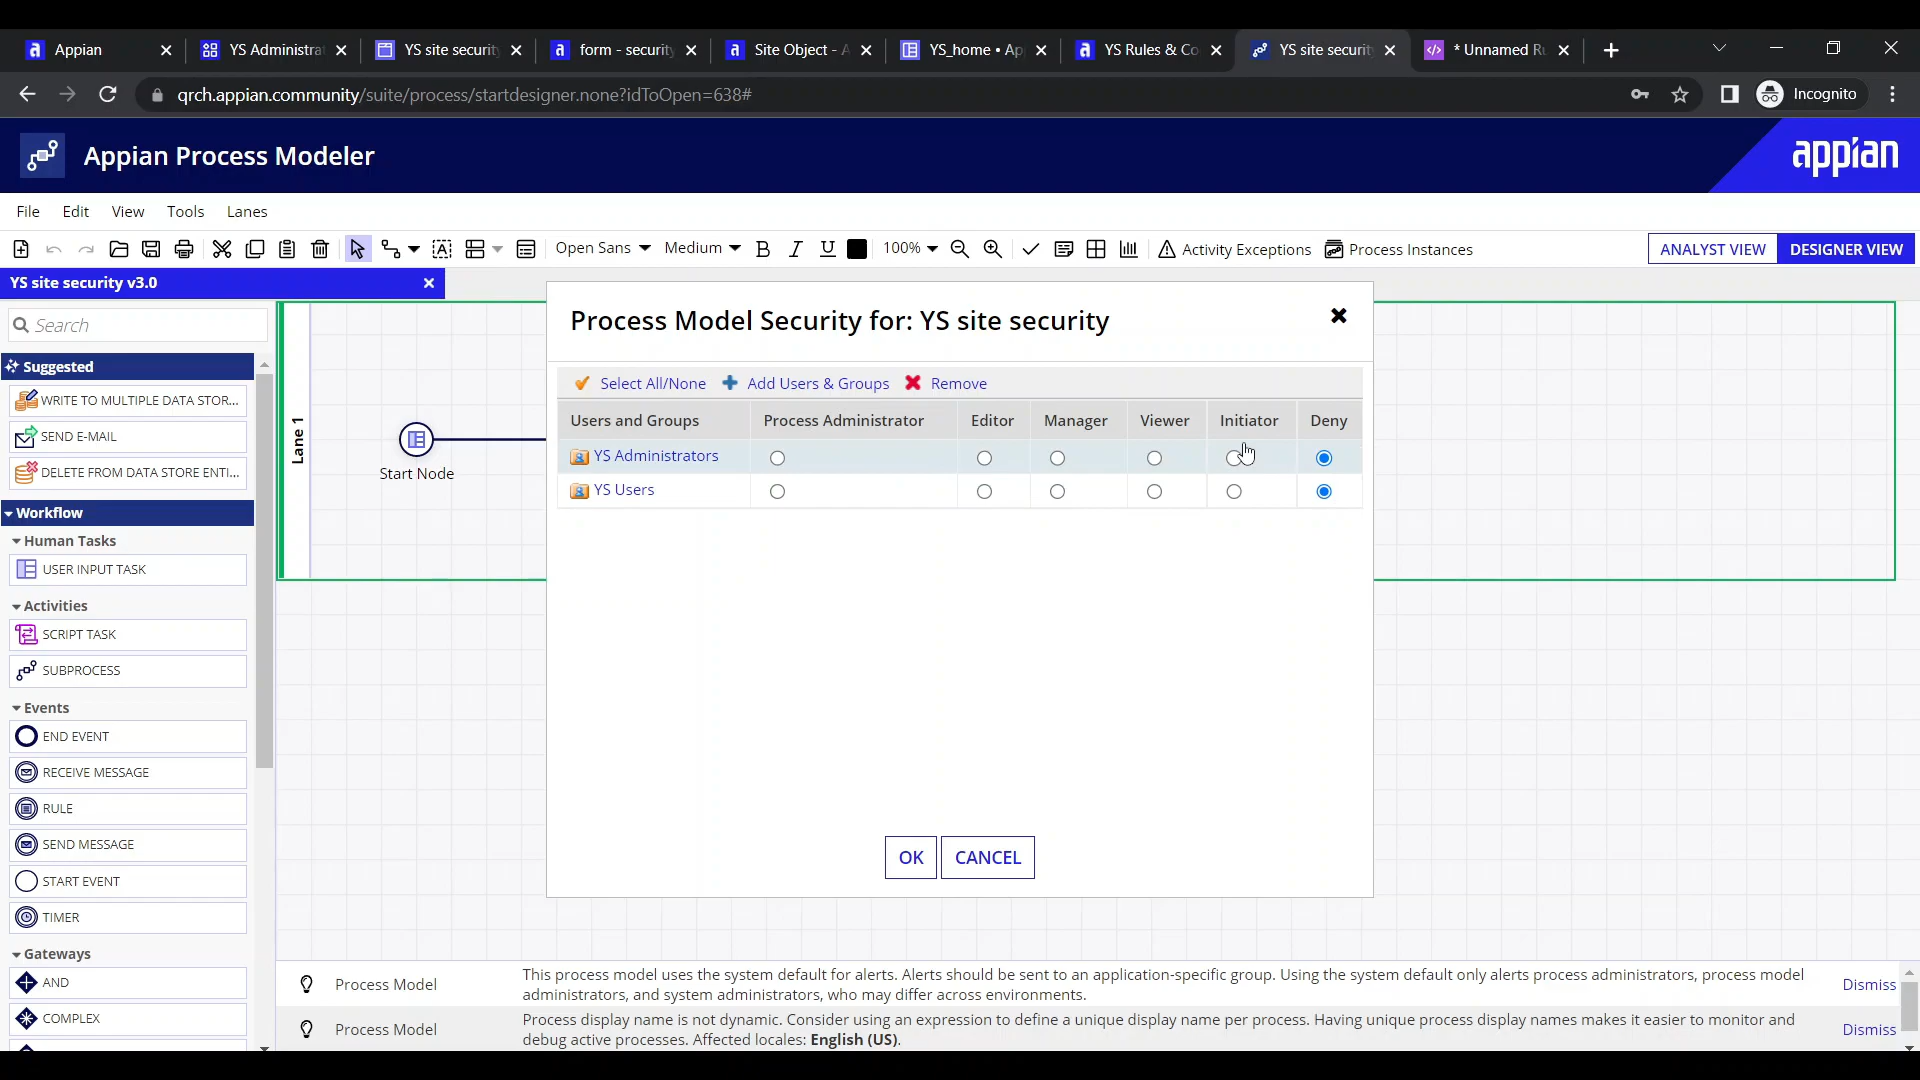 Appian
YS Administrat
YS site securit
form - securit
Site Object - A
YS_home • Ap
YS Rules & Co
YS site securit
* Unnamed Ru
qrch.appian.community/suite/process/startdesigner.none?idToOpen=638#
Incognito
Appian Process Modeler
appian
File
Edit
View
Tools
Lanes
Open Sans
Medium
B
I
U
100%
Activity Exceptions
Process Instances
ANALYST VIEW
DESIGNER VIEW
YS site security v3.0
Search
Suggested
WRITE TO MULTIPLE DATA STOR...
SEND E-MAIL
DELETE FROM DATA STORE ENTI...
Workflow
Human Tasks
USER INPUT TASK
Activities
SCRIPT TASK
SUBPROCESS
Events
END EVENT
RECEIVE MESSAGE
RULE
SEND MESSAGE
START EVENT
TIMER
Gateways
AND
COMPLEX
Lane 1
Start Node
Process Model Security for: YS site security
Select All/None
Add Users & Groups
Remove
Users and Groups
Process Administrator
Editor
Manager
Viewer
Initiator
Deny
YS Administrators
YS Users
OK
CANCEL
Process Model
This process model uses the system default for alerts. Alerts should be sent to an application-specific group. Using the system default only alerts process administrators, process model
administrators, and system administrators, who may differ across environments.
Dismiss
Process Model
Process display name is not dynamic. Consider using an expression to define a unique display name per process. Having unique process display names makes it easier to monitor and
debug active processes. Affected locales: English (US).
Dismiss